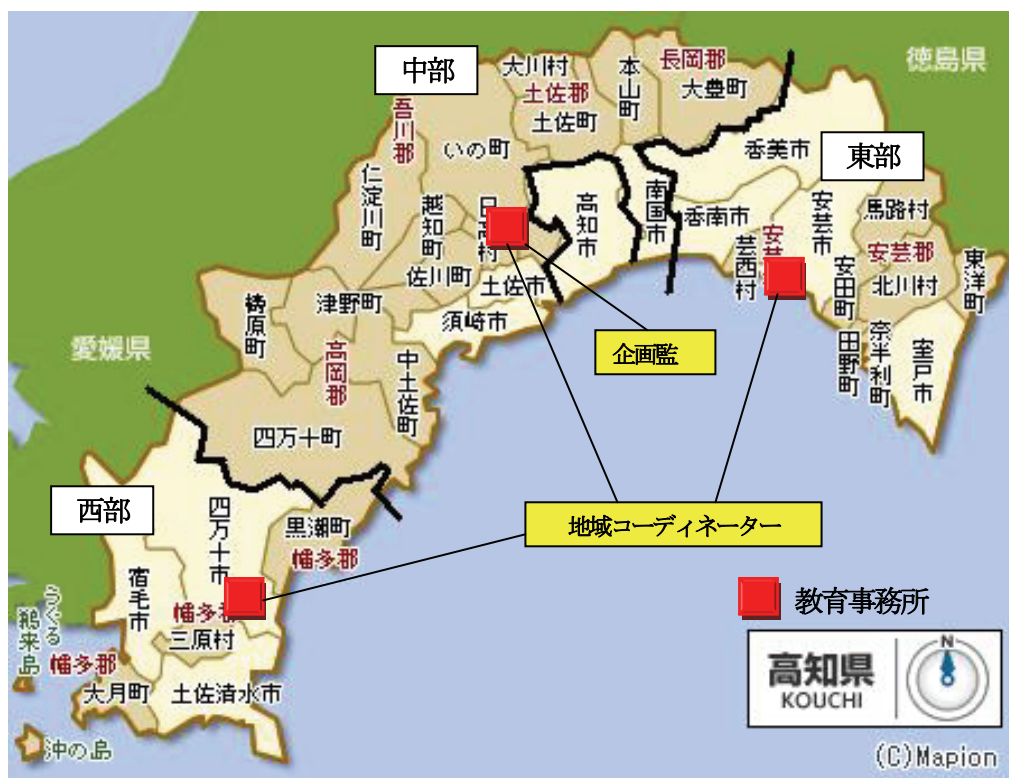 徳島県
中部
大川村
土佐郡
土佐町
本山町
長岡郡
大豊町
吾川郡
いの町
香美市
東部
仁淀川町
越知町
日高村
高知市
南国市
香南市
安芸市
馬路村
安芸郡
佐川町
土佐市
芸西村
安芸
安田町
北川村
東洋町
檮原町
津野町
須崎市
企画監
田野町
奈半利町
室戸市
愛媛県
高岡郡
中土佐町
四万十町
西部
四万十市
黒潮町
幡多郡
地域コーディネーター
宿毛市
幡多郡
三原村
教育事務所
うぐる
鵜来島
幡多郡
大月町
土佐清水市
沖の島
高知県
KOUCHI
N
(C)Mapion